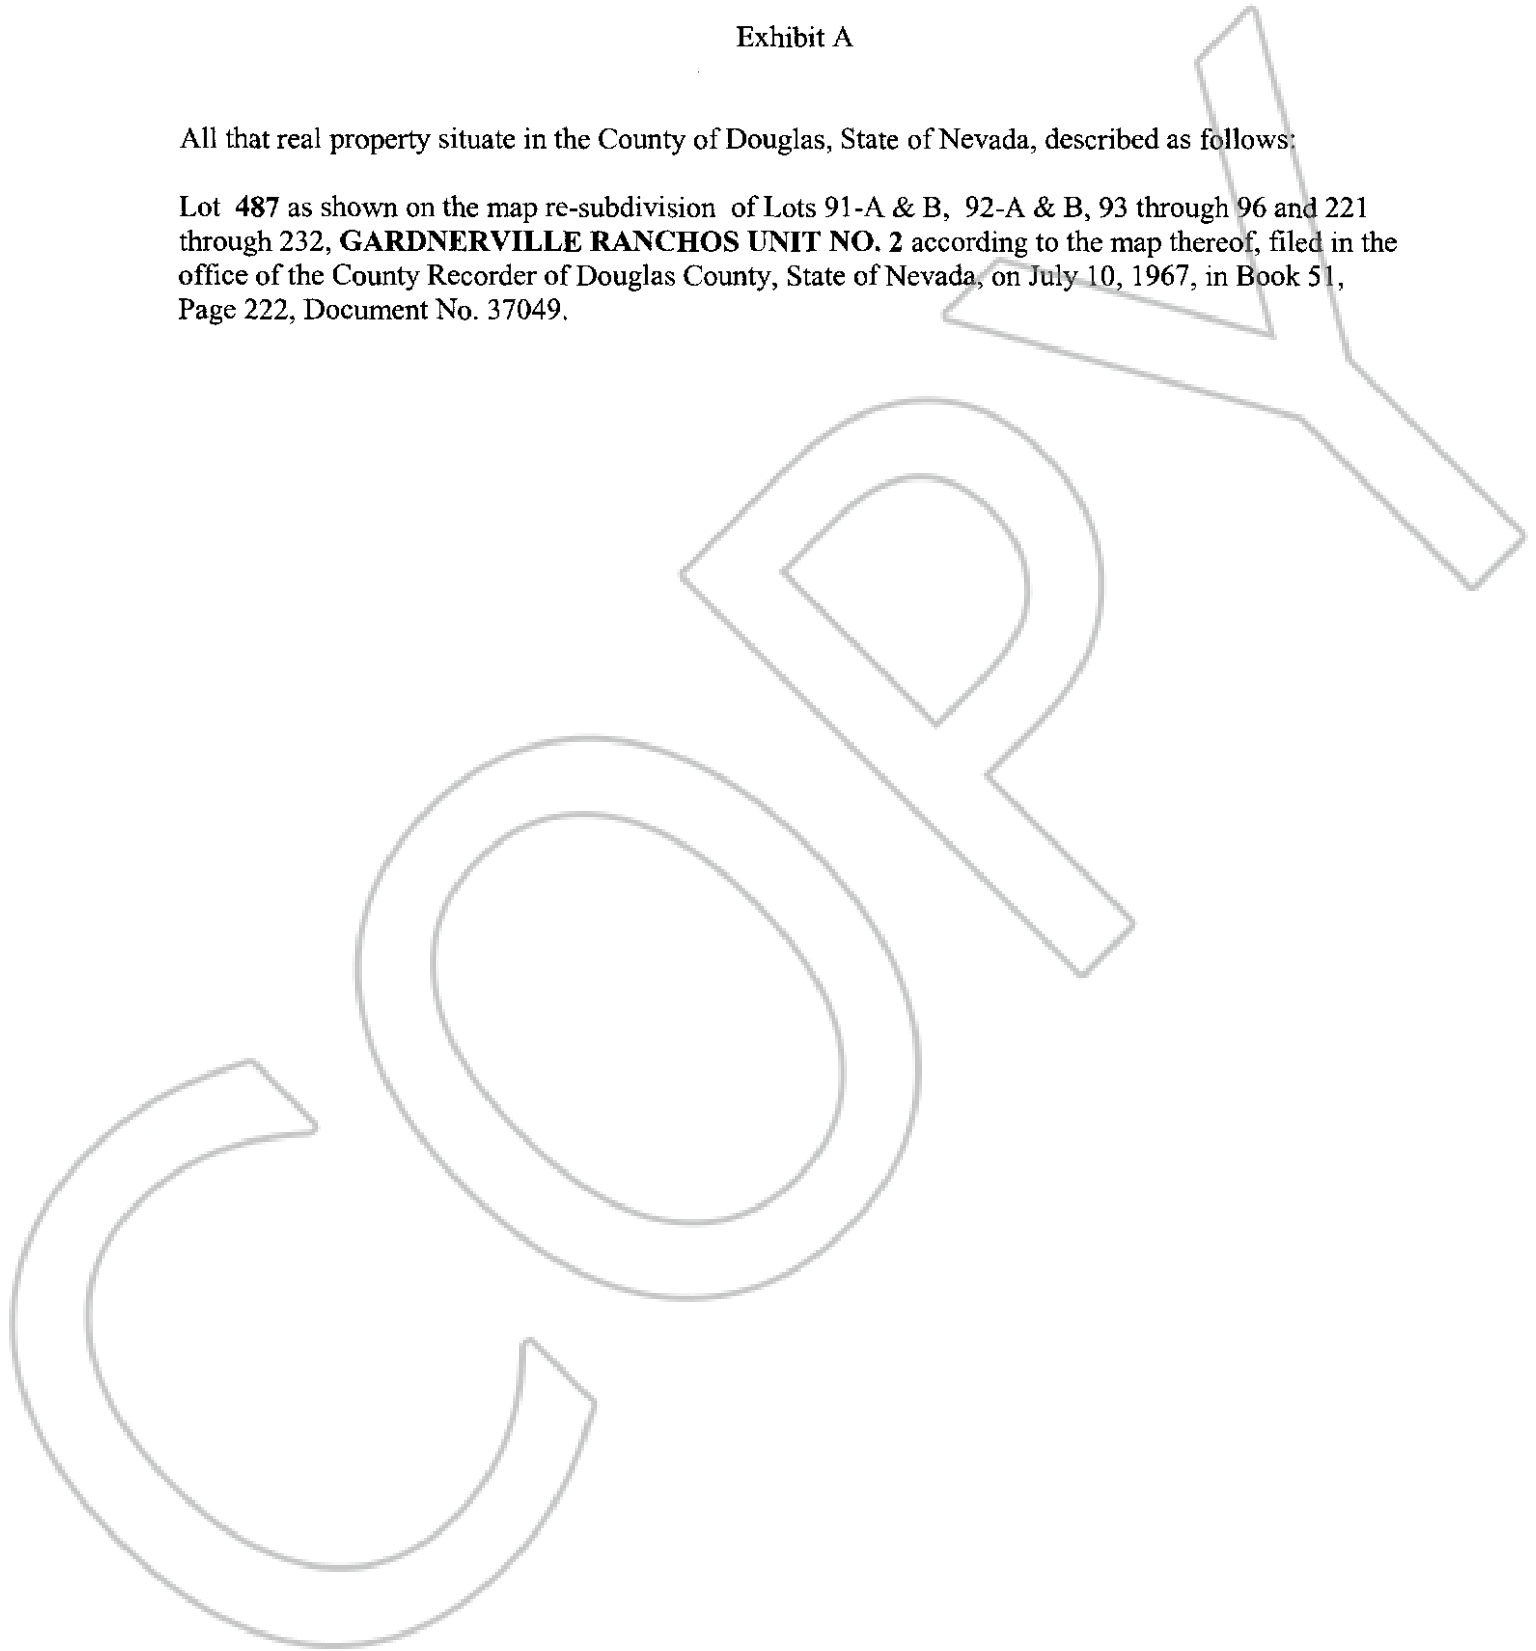 Exhibit A
All that real property situate in the County of Douglas, State of Nevada, described as follows:
Lot 487 as shown on the map re-subdivision of Lots 91-A & B, 92-A & B, 93 through 96 and 221
through 232, GARDNERVILLE RANCHOS UNIT NO. 2 according to the map thereof, filed in the
office of the County Recorder of Douglas County, State of Nevada, on July 10, 1967, in Book 51,
Page 222, Document No. 37049.
COPY